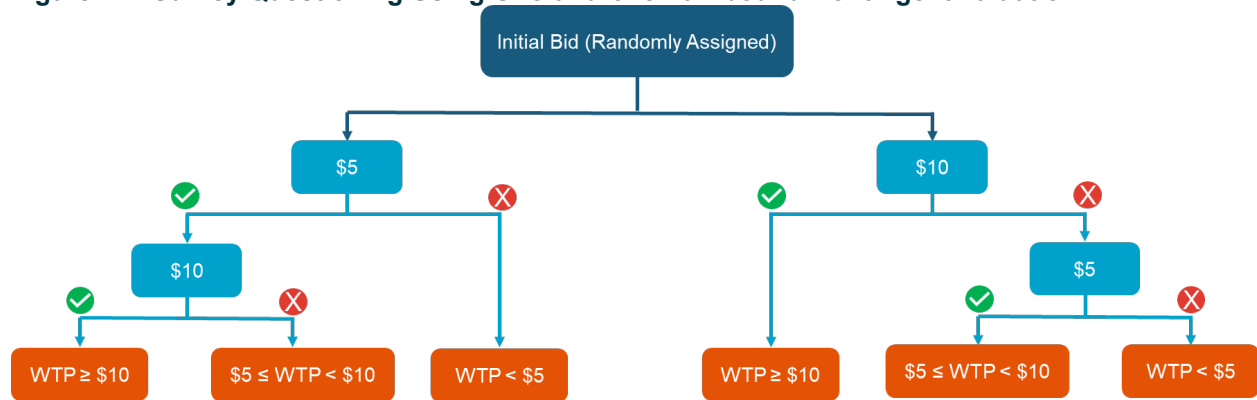 Initial Bid (Randomly Assigned)
$5
$10
$10
$5
WTP ≥ $10
$5 ≤ WTP < $10
WTP < $5
WTP ≥ $10
$5 ≤ WTP < $10
WTP < $5